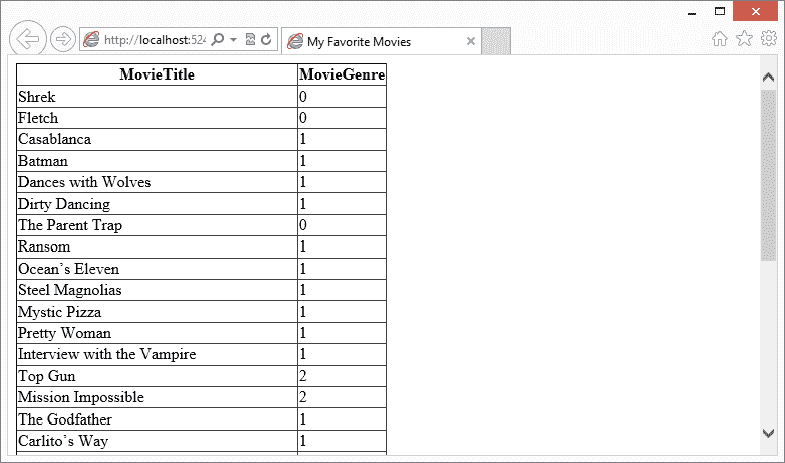 http://localhost:524
My Favorite Movies
MovieTitle MovieGenre
Shrek 0
Fletch 0
Casablanca 1
Batman 1
Dances with Wolves 1
Dirty Dancing 1
The Parent Trap 0
Ransom 1
Ocean’s Eleven 1
Steel Magnolias 1
Mystic Pizza 1
Pretty Woman 1
Interview with the Vampire 1
Top Gun 2
Mission Impossible 2
The Godfather 1
Carlito’s Way 1